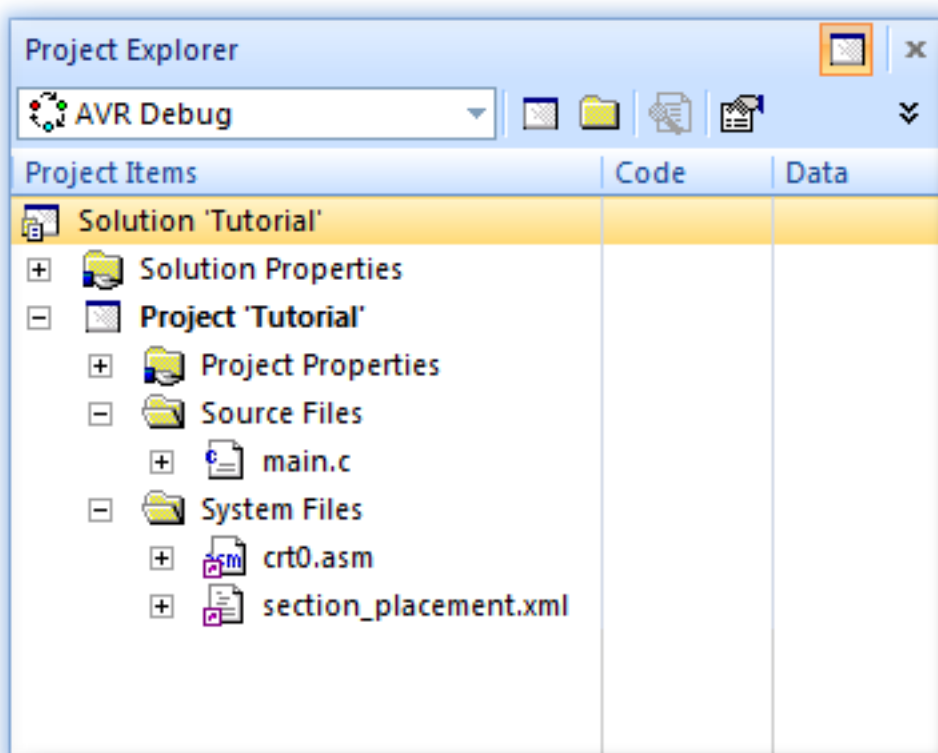 Project Explorer
AVR Debug
Project Items Code Data
Solution 'Tutorial'
Solution Properties
Project 'Tutorial'
Project Properties
Source Files
c main.c
System Files
asm crt0.asm
section_placement.xml